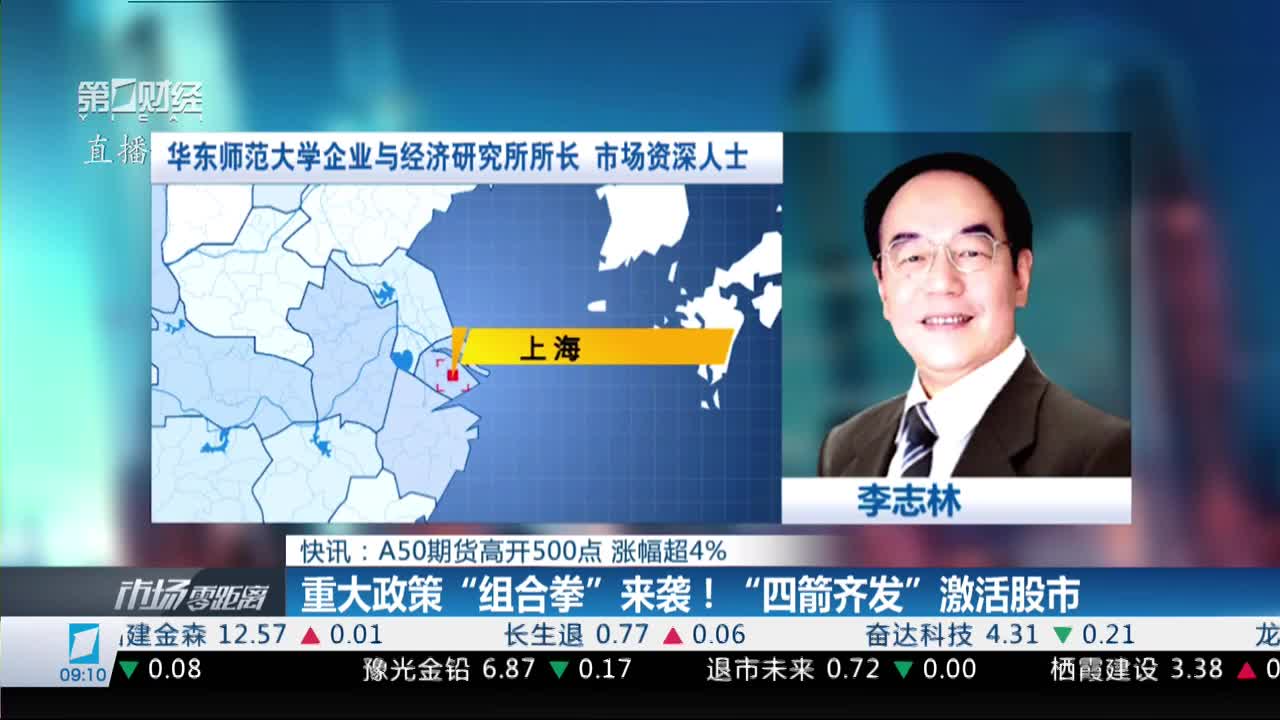 第一财经
YICAI
直播
华东师范大学企业与经济研究所所长 市场资深人士
上海
李志林
快讯：A50期货高开500点 涨幅超4%
市场零距离
重大政策“组合拳”来袭！“四箭齐发”激活股市
建金森 12.57 ▲ 0.01 长生退 0.77 ▲ 0.06 奋达科技 4.31 ▼ 0.21 龙
09:10
▼ 0.08 豫光金铅 6.87 ▼ 0.17 退市未来 0.72 ▼ 0.00 栖霞建设 3.38 ▲ 0